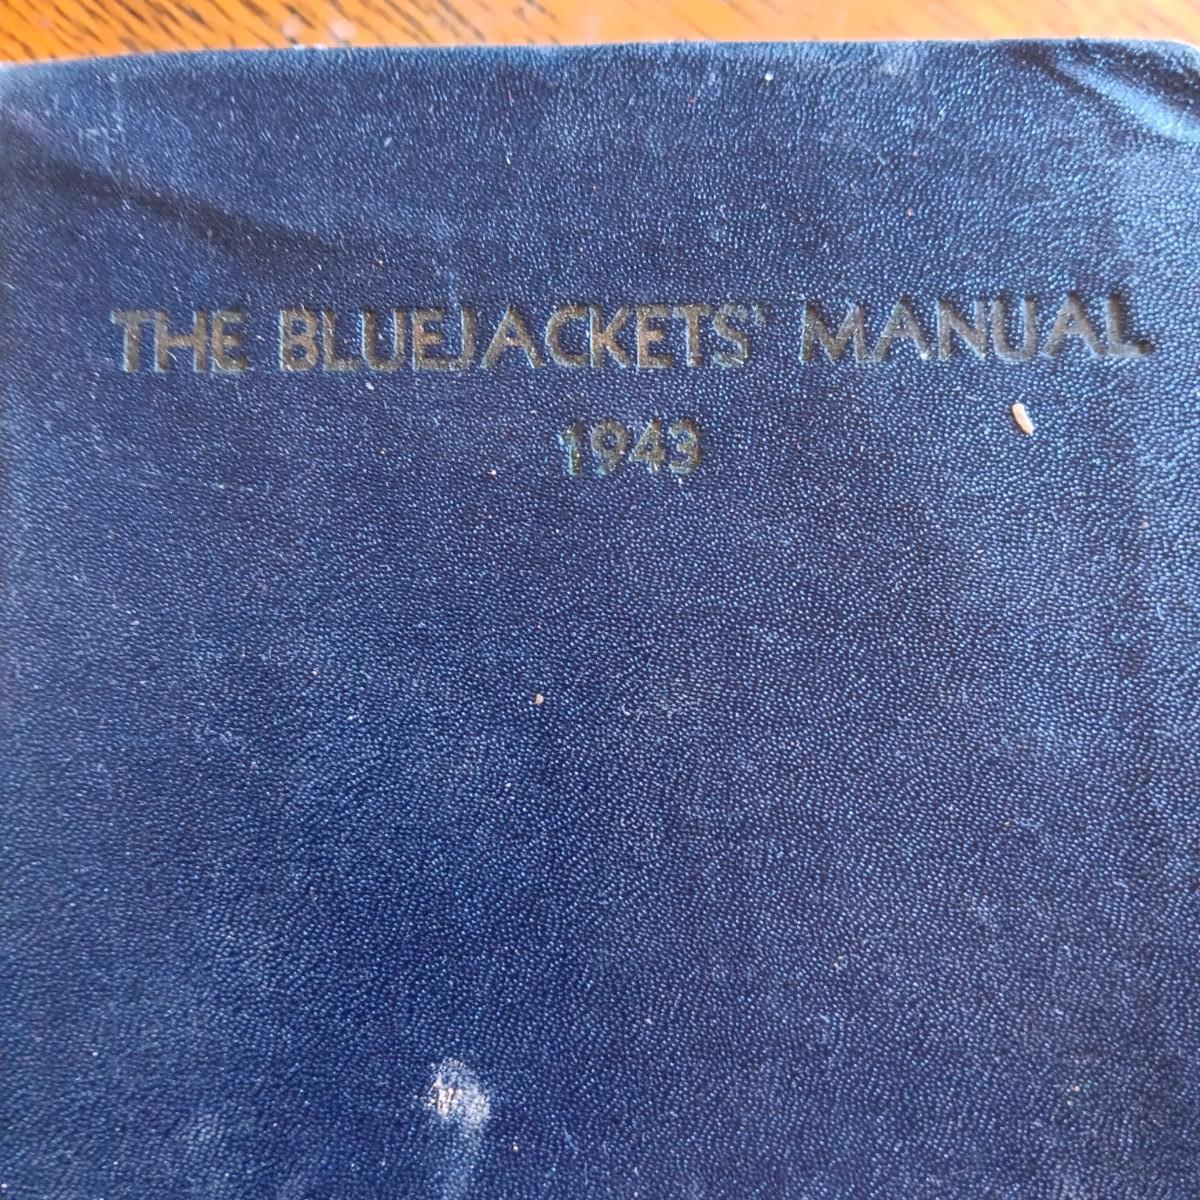 THE BLUEJACKETS' MANUAL
1943